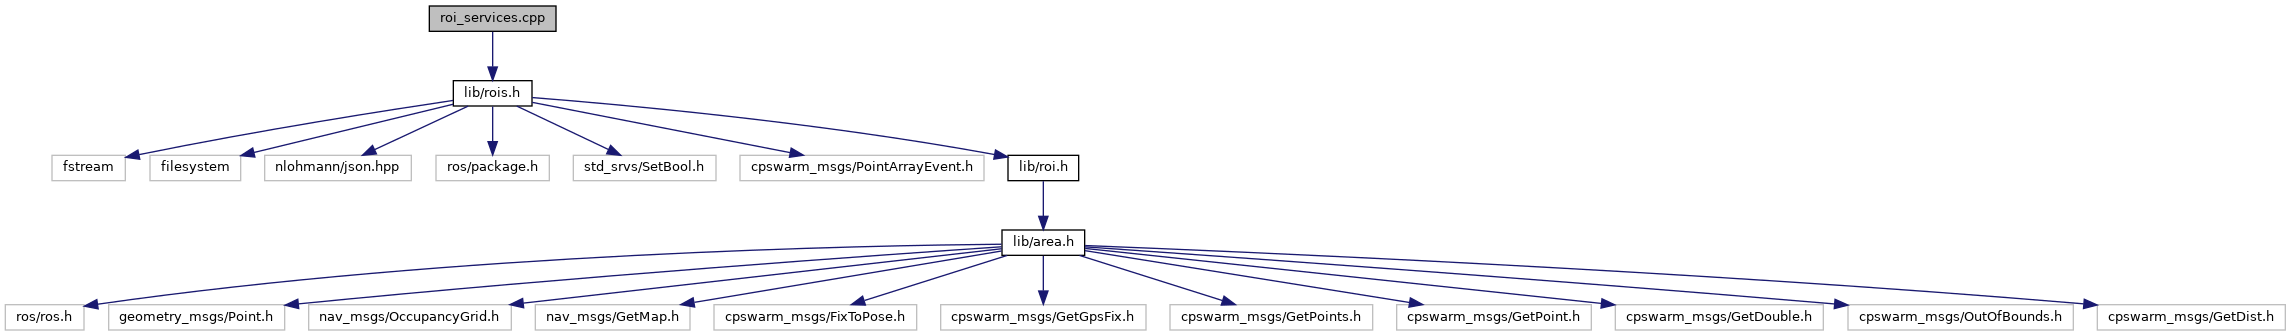 roi_services.cpp
lib/rois.h
fstream
filesystem
nlohmann/json.hpp
ros/package.h
std_srvs/SetBool.h
cpswarm_msgs/PointArrayEvent.h
lib/roi.h
lib/area.h
ros/ros.h
geometry_msgs/Point.h
nav_msgs/OccupancyGrid.h
nav_msgs/GetMap.h
cpswarm_msgs/FixToPose.h
cpswarm_msgs/GetGpsFix.h
cpswarm_msgs/GetPoints.h
cpswarm_msgs/GetPoint.h
cpswarm_msgs/GetDouble.h
cpswarm_msgs/OutOfBounds.h
cpswarm_msgs/GetDist.h